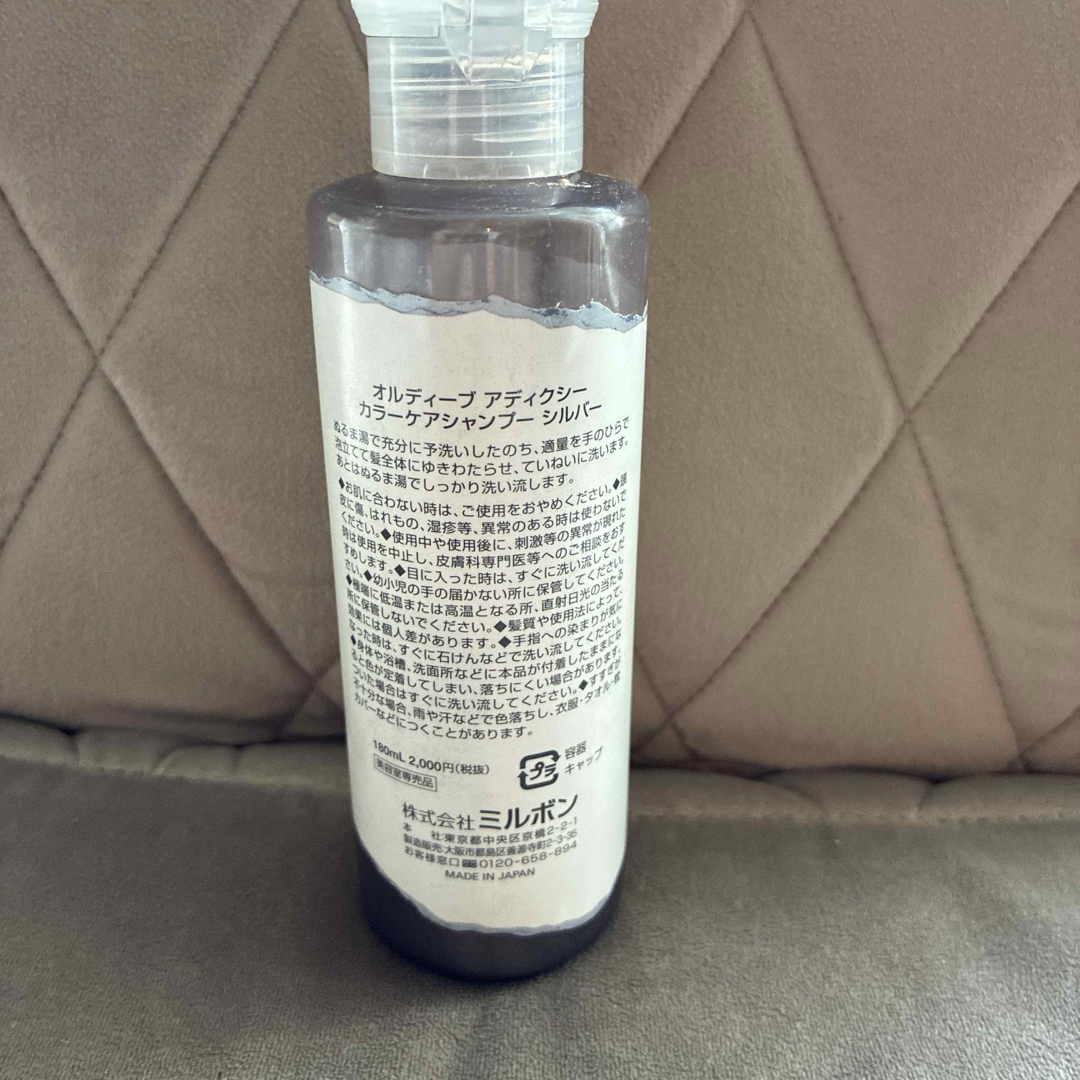 オルディーブ アディクシー
カラーケアシャンプー シルバー
ぬるま湯で充分に予洗いしたのち、適量を手のひらで
泡立てて髪全体にゆきわたらせ、ていねいに洗います。
あとはぬるま湯でしっかり洗い流します。
◆お肌に合わない時は、ご使用をおやめください。◆頭
皮に傷、はれもの、湿疹等、異常のある時は使わないで
ください。◆使用中や使用後に、刺激等の異常が現れた
時は使用を中止し、皮膚科専門医等へのご相談をおす
すめします。◆目に入った時は、すぐに洗い流してくだ
さい。◆幼小児の手の届かない所に保管してください。
◆極端に低温または高温となる所、直射日光の当たる
所に保管しないでください。◆髪質や使用法によって、
効果には個人差があります。◆手指への染まりが気に
なった時は、すぐに石けんなどで洗い流してください。
◆身体や浴槽、洗面所などに本品が付着したままにな
ると色が定着してしまい、落ちにくい場合があります。
ついた場合はすぐに洗い流してください。◆すすぎが
不十分な場合、雨や汗などで色落ちし、衣服・タオル・枕
カバーなどにつくことがあります。
180mL 2,000円(税抜)
美容室専売品
プラ
容器
キャップ
株式会社 ミルボン
本 社:東京都中央区京橋2-2-1
製造販売:大阪市都島区善源寺町2-3-35
お客様窓口 0120-658-894
MADE IN JAPAN